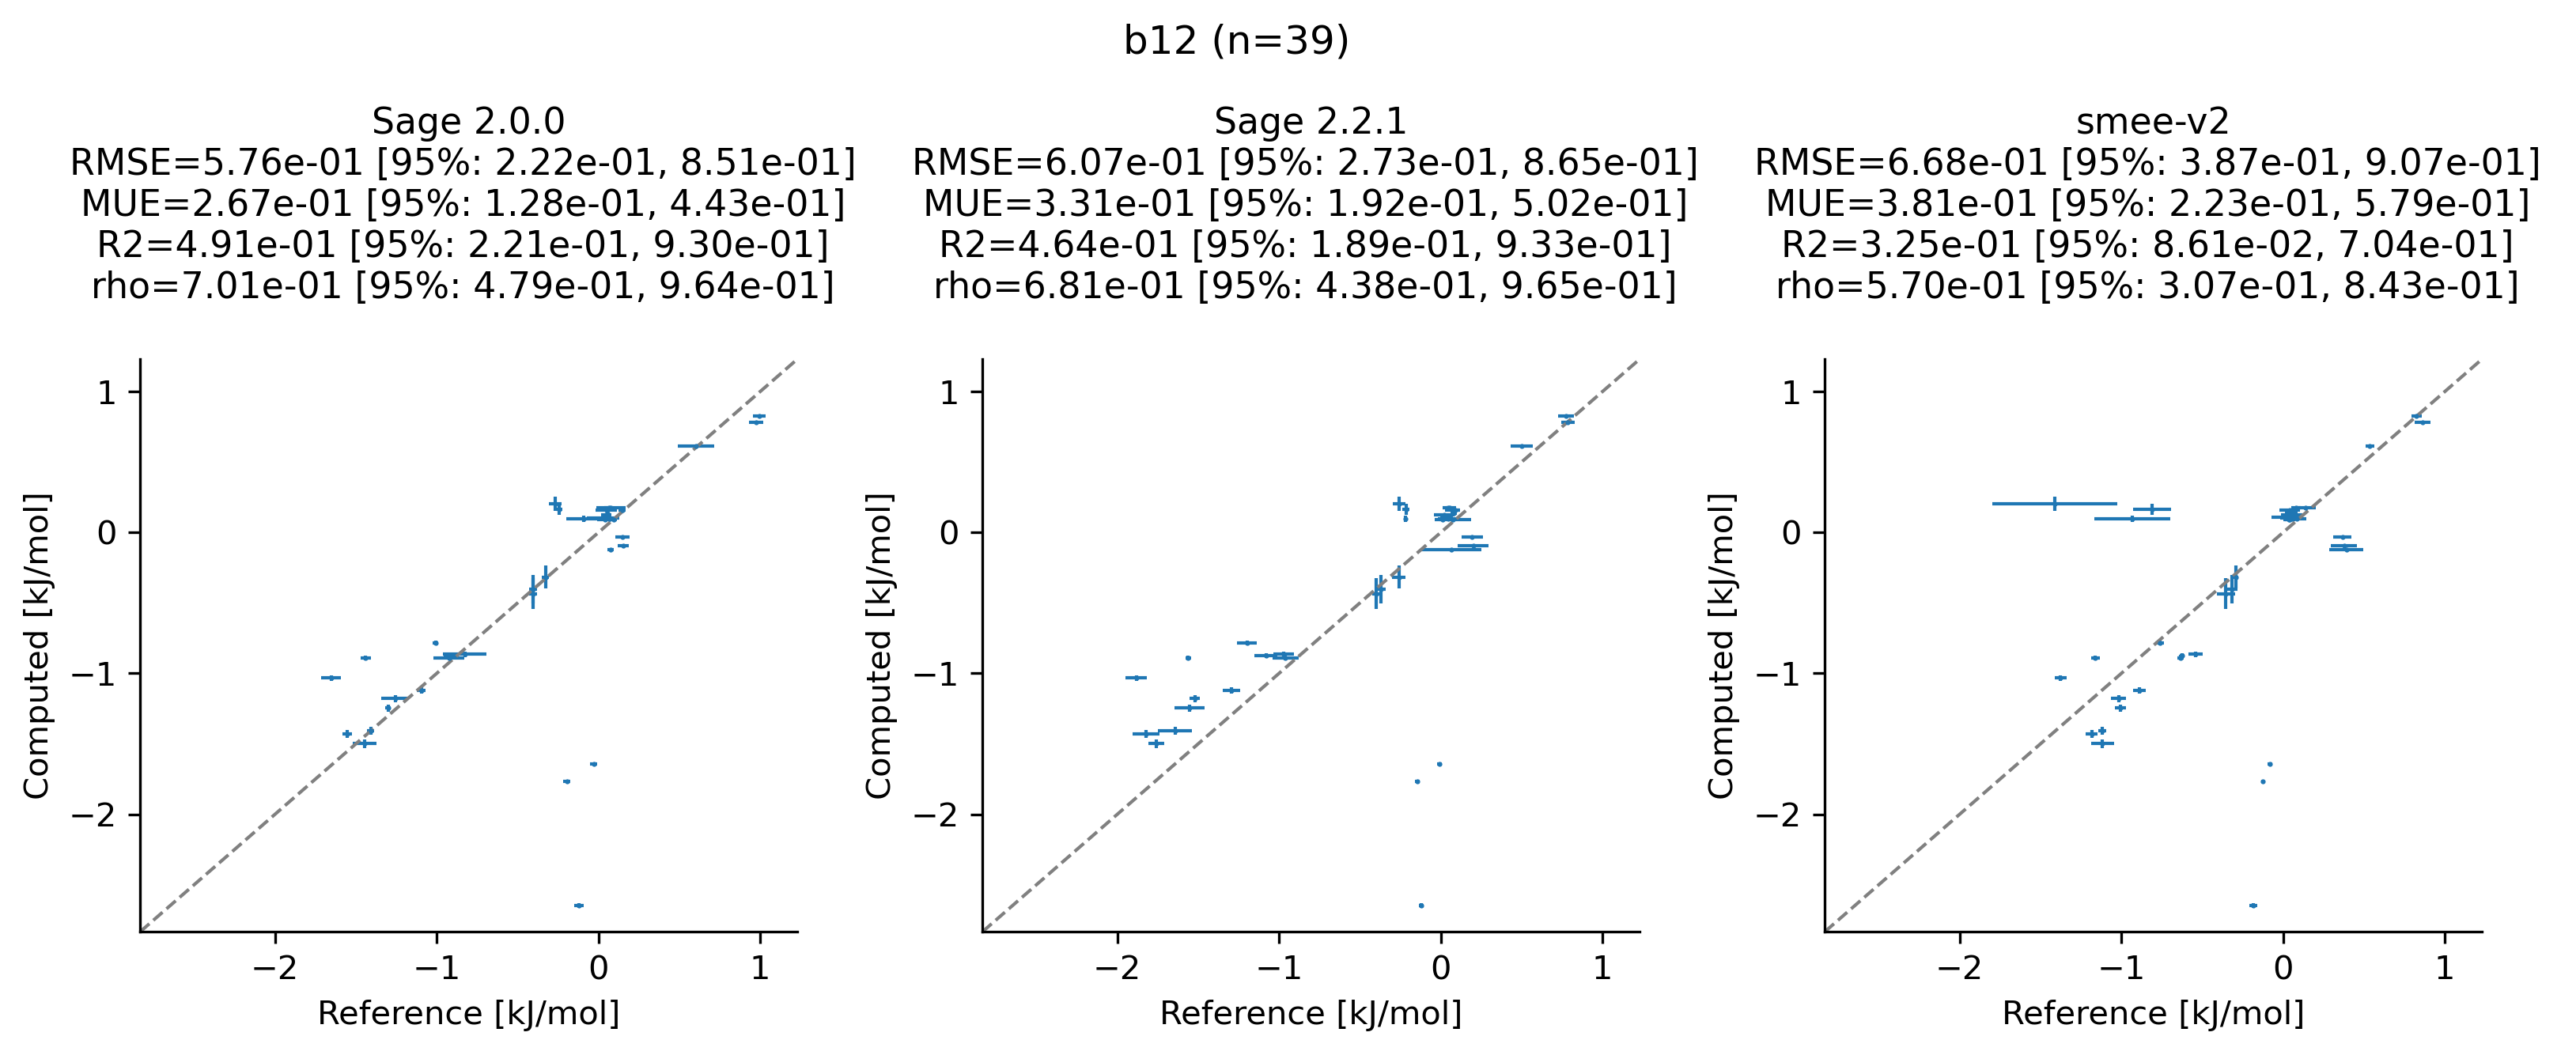 b12 (n=39)
Sage 2.0.0
RMSE=5.76e-01 [95%: 2.22e-01, 8.51e-01]
MUE=2.67e-01 [95%: 1.28e-01, 4.43e-01]
R2=4.91e-01 [95%: 2.21e-01, 9.30e-01]
rho=7.01e-01 [95%: 4.79e-01, 9.64e-01]
1
0
−1
−2
Computed [kJ/mol]
−2 −1 0 1
Reference [kJ/mol]
Sage 2.2.1
RMSE=6.07e-01 [95%: 2.73e-01, 8.65e-01]
MUE=3.31e-01 [95%: 1.92e-01, 5.02e-01]
R2=4.64e-01 [95%: 1.89e-01, 9.33e-01]
rho=6.81e-01 [95%: 4.38e-01, 9.65e-01]
1
0
−1
−2
Computed [kJ/mol]
−2 −1 0 1
Reference [kJ/mol]
smee-v2
RMSE=6.68e-01 [95%: 3.87e-01, 9.07e-01]
MUE=3.81e-01 [95%: 2.23e-01, 5.79e-01]
R2=3.25e-01 [95%: 8.61e-02, 7.04e-01]
rho=5.70e-01 [95%: 3.07e-01, 8.43e-01]
1
0
−1
−2
Computed [kJ/mol]
−2 −1 0 1
Reference [kJ/mol]